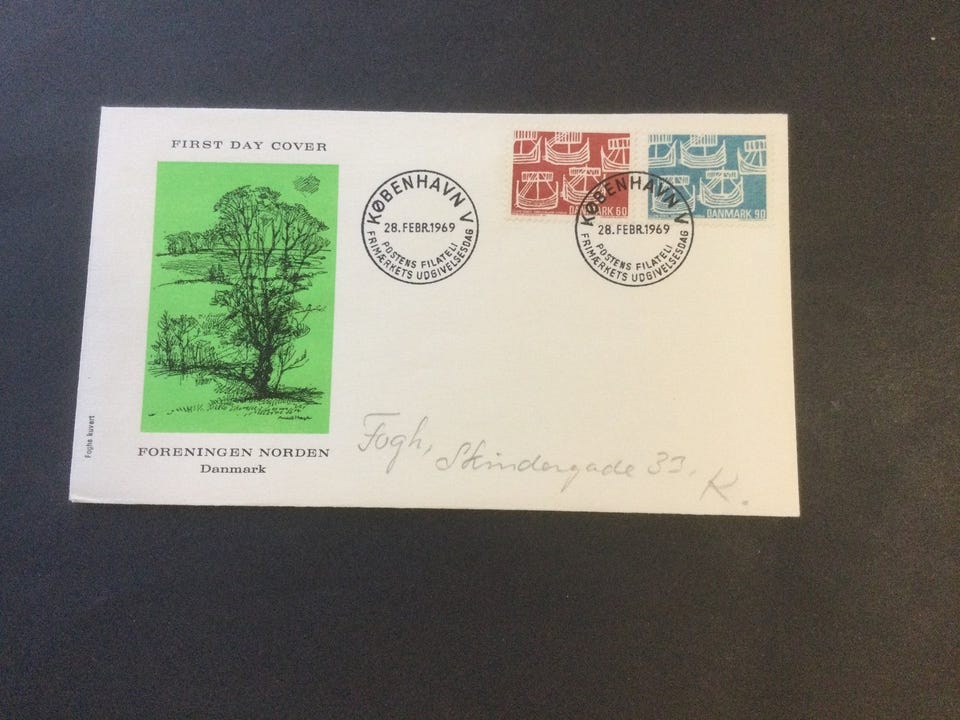 FIRST DAY COVER
FORENINGEN NORDEN
Danmark
Foghs kuvert
KØBENHAVN V
28.FEBR.1969
POSTENS FILATELI
FRIMÆRKETS UDGIVELSESDAG
DANMARK 60
DANMARK 90
KØBENHAVN V
28.FEBR.1969
POSTENS FILATELI
FRIMÆRKETS UDGIVELSESDAG
Fogh,
Skindergade 33.
K.